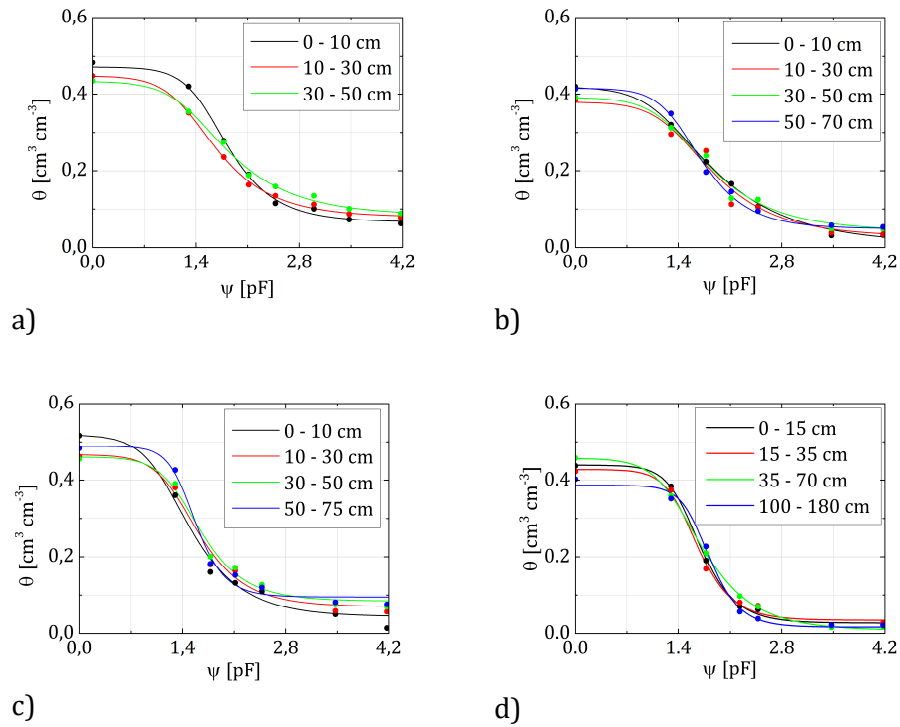 0,6
0,4
0,2
0,0
θ [cm³ cm⁻³]
0 - 10 cm
10 - 30 cm
30 - 50 cm
0,0 1,4 2,8 4,2
ψ [pF]
a)
0,6
0,4
0,2
0,0
θ [cm³ cm⁻³]
0 - 10 cm
10 - 30 cm
30 - 50 cm
50 - 70 cm
0,0 1,4 2,8 4,2
ψ [pF]
b)
0,6
0,4
0,2
0,0
θ [cm³ cm⁻³]
0 - 10 cm
10 - 30 cm
30 - 50 cm
50 - 75 cm
0,0 1,4 2,8 4,2
ψ [pF]
c)
0,6
0,4
0,2
0,0
θ [cm³ cm⁻³]
0 - 15 cm
15 - 35 cm
35 - 70 cm
100 - 180 cm
0.0 1.4 2.8 4.2
ψ [pF]
d)